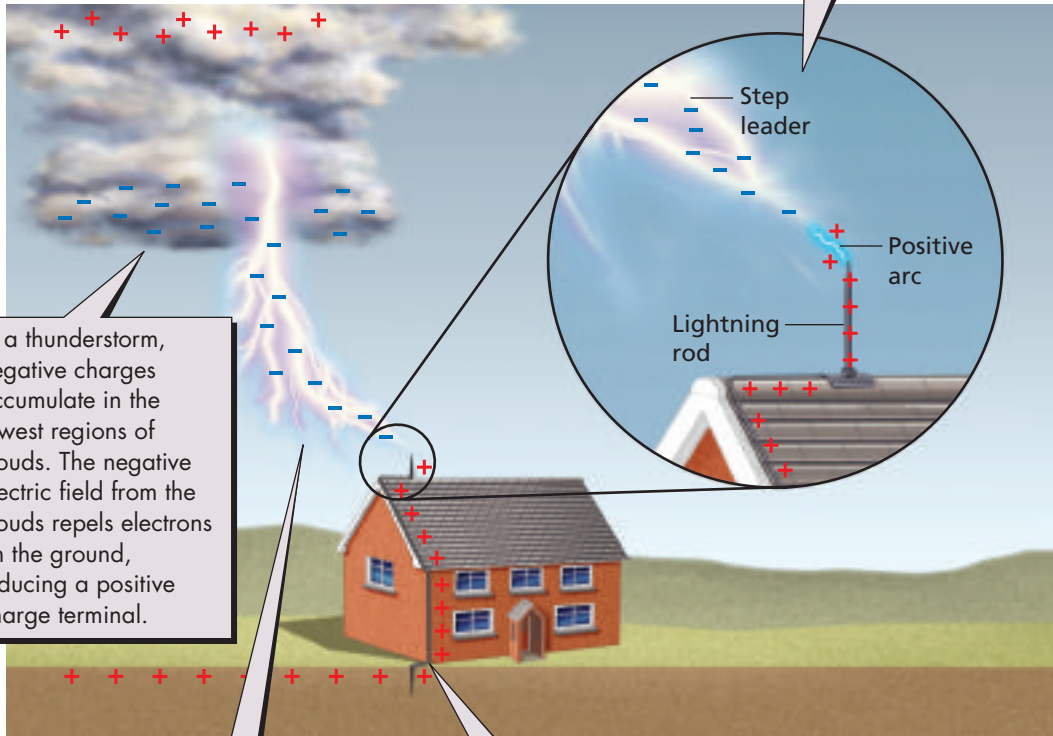 Step
leader
Positive
arc
Lightning
rod
a thunderstorm,
egative charges
ccumulate in the
west regions of
ouds. The negative
ectric field from the
ouds repels electrons
n the ground,
ducing a positive
harge terminal.